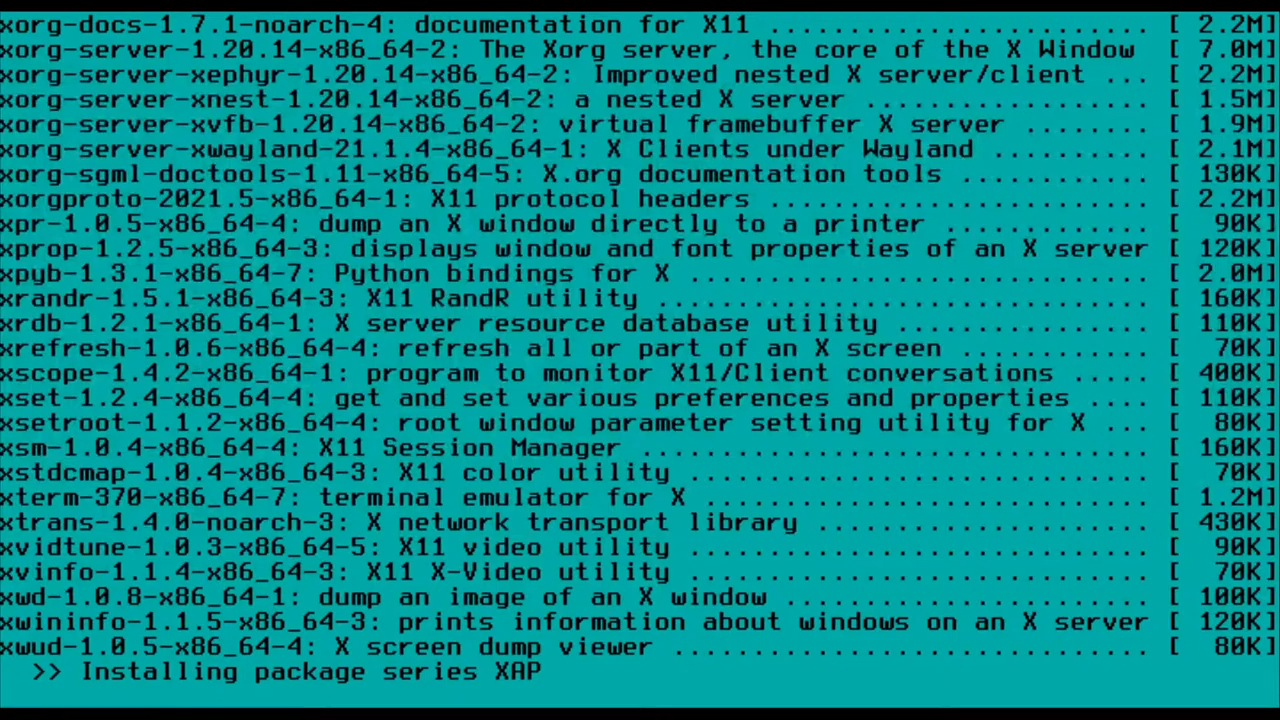 xorg-docs-1.7.1-noarch-4: documentation for X11 ........................ [ 2.2M]
xorg-server-1.20.14-x86_64-2: The Xorg server, the core of the X Window  [ 7.0M]
xorg-server-xephyr-1.20.14-x86_64-2: Improved nested X server/client ... [ 2.2M]
xorg-server-xnest-1.20.14-x86_64-2: a nested X server .................. [ 1.5M]
xorg-server-xvfb-1.20.14-x86_64-2: virtual framebuffer X server ........ [ 1.9M]
xorg-server-xwayland-21.1.4-x86_64-1: X Clients under Wayland .......... [ 2.1M]
xorg-sgml-doctools-1.11-x86_64-5: X.org documentation tools ............ [ 130K]
xorgproto-2021.5-x86_64-1: X11 protocol headers ........................ [ 2.2M]
xpr-1.0.5-x86_64-4: dump an X window directly to a printer ............. [  90K]
xprop-1.2.5-x86_64-3: displays window and font properties of an X server [ 120K]
xpyb-1.3.1-x86_64-7: Python bindings for X ............................. [ 2.0M]
xrandr-1.5.1-x86_64-3: X11 RandR utility ............................... [ 160K]
xrdb-1.2.1-x86_64-1: X server resource database utility ................ [ 110K]
xrefresh-1.0.6-x86_64-4: refresh all or part of an X screen ............ [  70K]
xscope-1.4.2-x86_64-1: program to monitor X11/Client conversations ..... [ 400K]
xset-1.2.4-x86_64-4: get and set various preferences and properties .... [ 110K]
xsetroot-1.1.2-x86_64-4: root window parameter setting utility for X ... [  80K]
xsm-1.0.4-x86_64-4: X11 Session Manager ................................ [ 160K]
xstdcmap-1.0.4-x86_64-3: X11 color utility ............................. [  70K]
xterm-370-x86_64-7: terminal emulator for X ............................ [ 1.2M]
xtrans-1.4.0-noarch-3: X network transport library ..................... [ 430K]
xvidtune-1.0.3-x86_64-5: X11 video utility ............................. [  90K]
xvinfo-1.1.4-x86_64-3: X11 X-Video utility ............................. [  70K]
xwd-1.0.8-x86_64-1: dump an image of an X window ....................... [ 100K]
xwininfo-1.1.5-x86_64-3: prints information about windows on an X server [ 120K]
xwud-1.0.5-x86_64-4: X screen dump viewer .............................. [  80K]
  >> Installing package series XAP